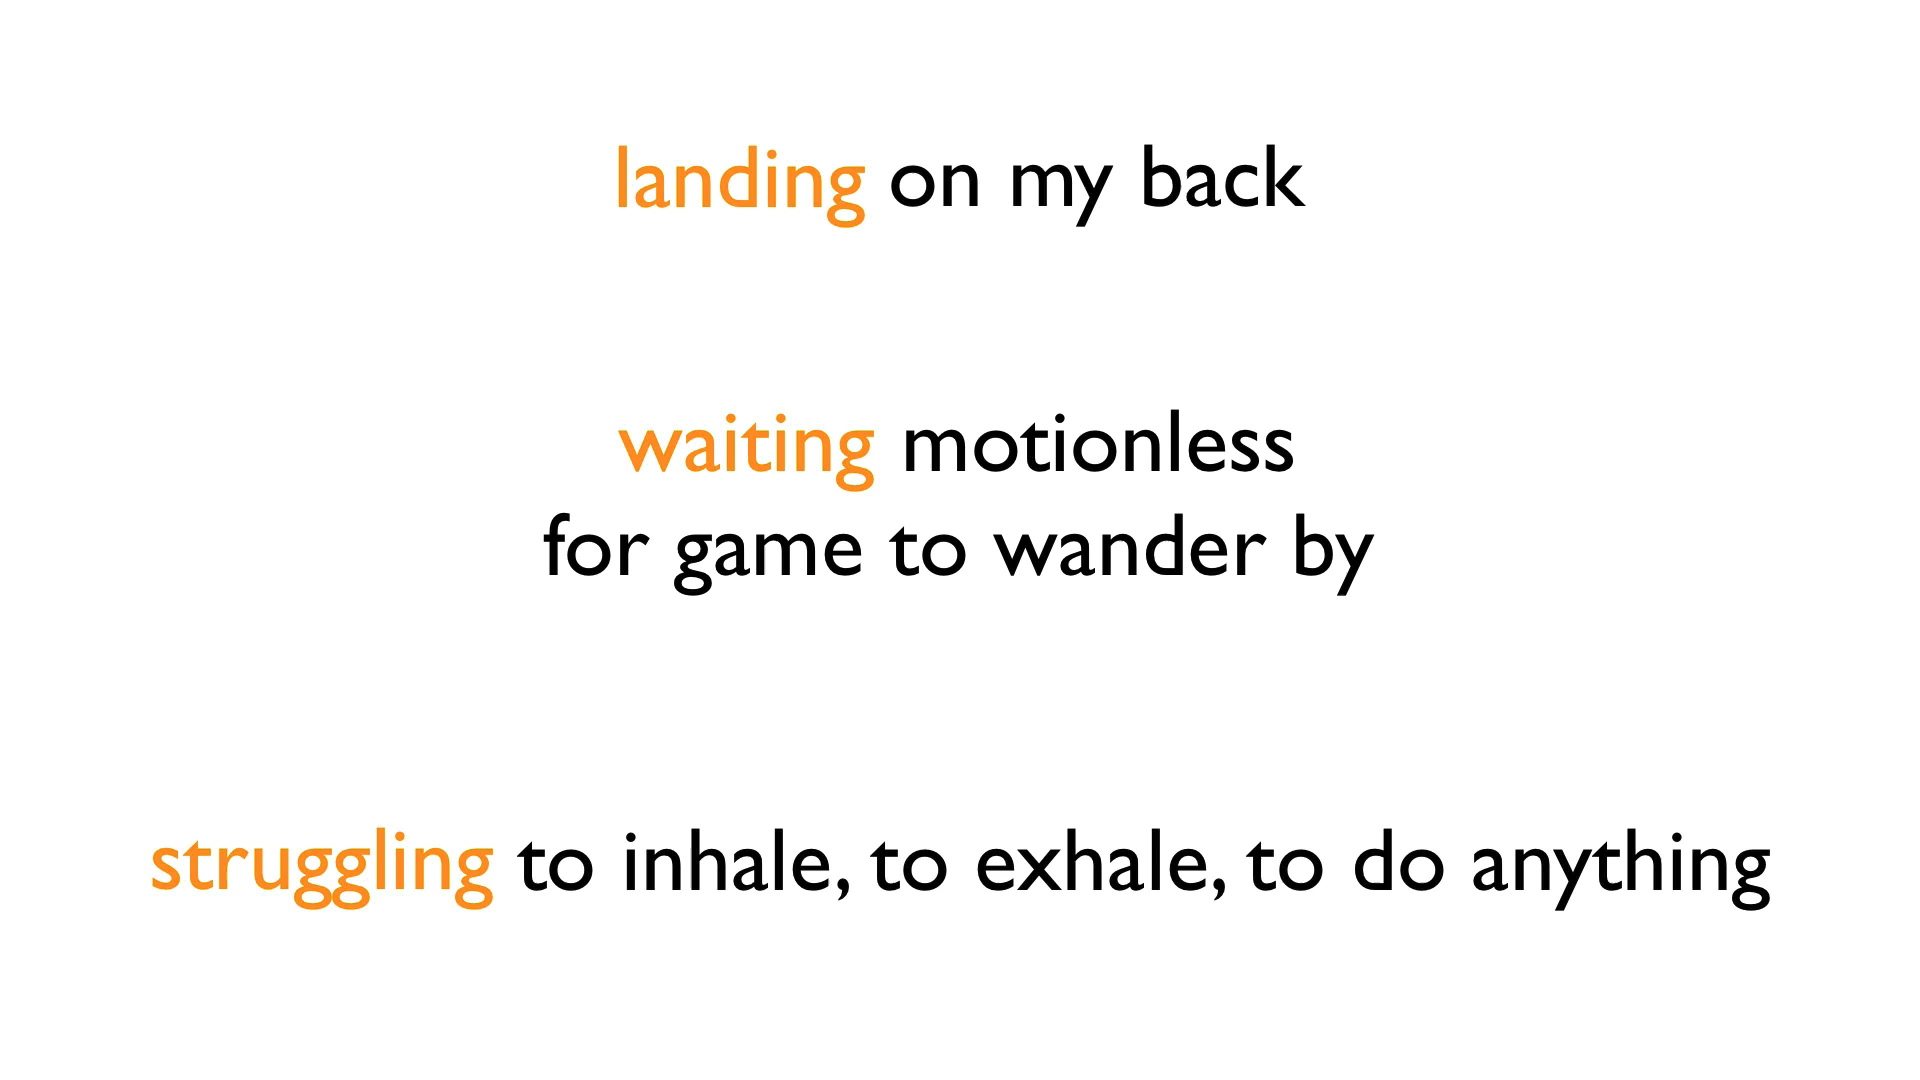 landing on my back
waiting motionless
for game to wander by
struggling to inhale, to exhale, to do anything